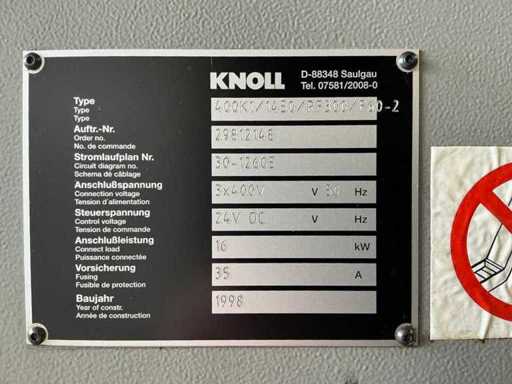 KNOLL
D-88348 Saulgau
Tel. 07581/2008-0
Type
Type
Type
Auftr.-Nr. 29812148
Order no.
No. de commande
Stromlaufplan Nr. 30-1260E
Circuit diagram no.
Schema de câblage
Anschlußspannung 3x400V V 50 Hz
Connection voltage
Tension d'alimentation
Steuerspannung 24V DC V Hz
Control voltage
Tension de commande
Anschlußleistung 16 kW
Connect load
Puissance connectée
Vorsicherung 35 A
Fusing
Fusible de protection
Baujahr 1998
Year of constr.
Année de construction